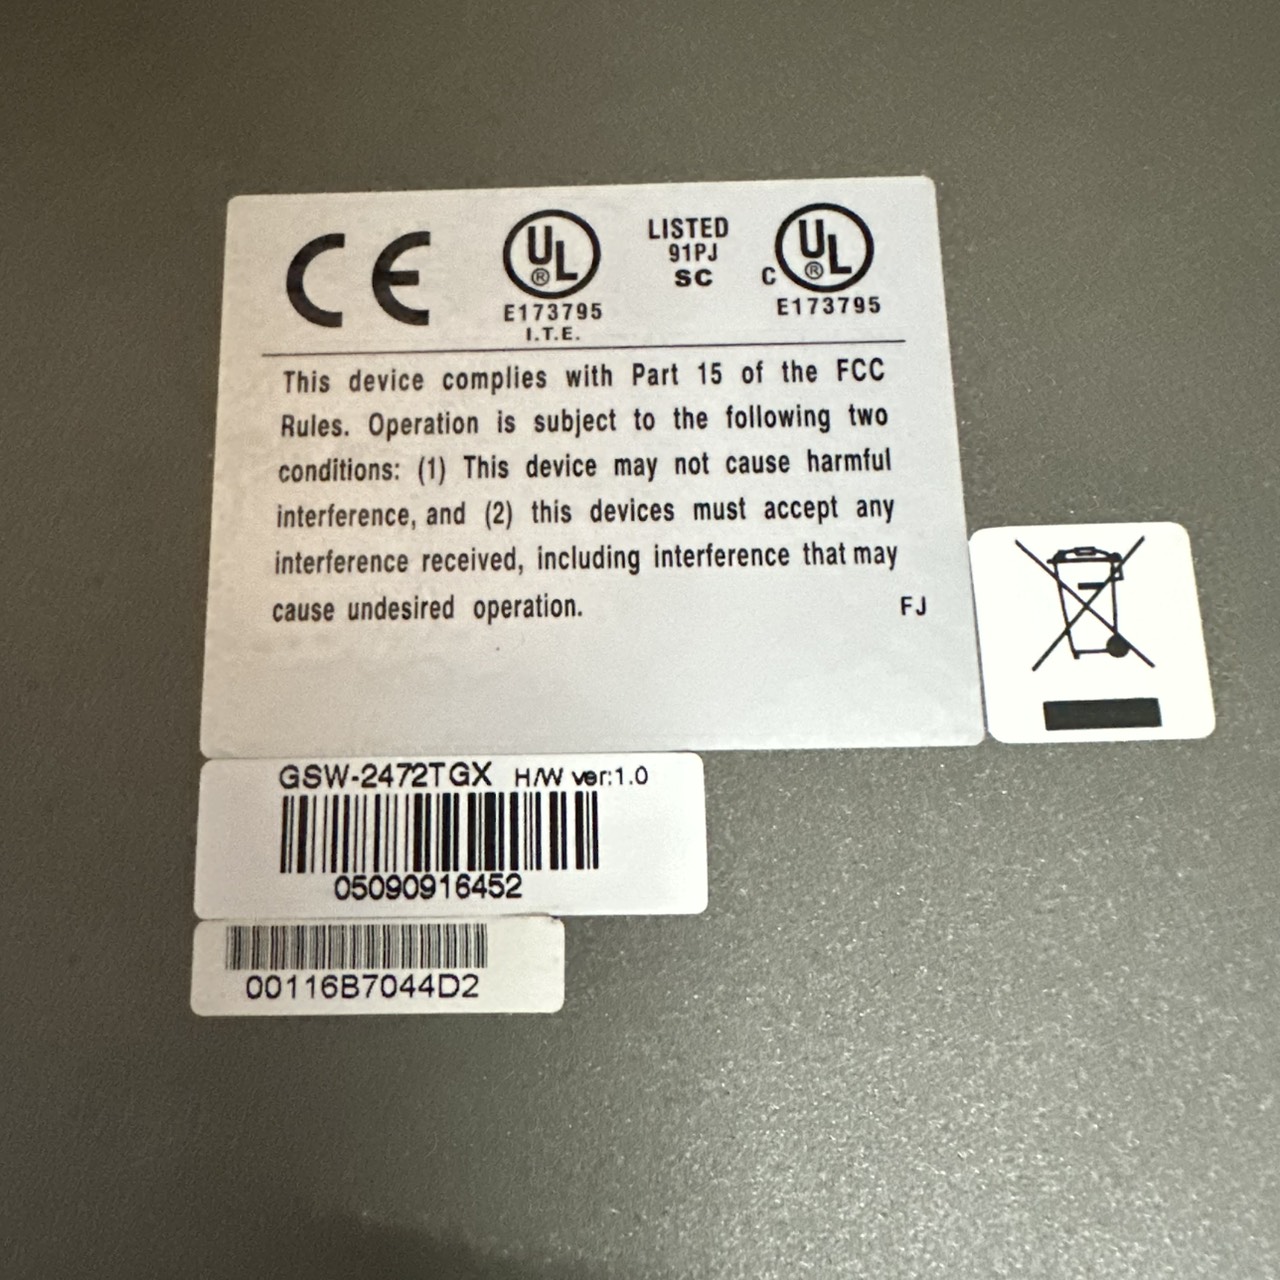 CE UL® LISTED C UL®
91PJ
E173795 SC E173795
I.T.E.
This device complies with Part 15 of the FCC
Rules. Operation is subject to the following two
conditions: (1) This device may not cause harmful
interference, and (2) this devices must accept any
interference received, including interference that may
cause undesired operation. FJ
GSW-2472TGX H/W ver:1.0
05090916452
00116B7044D2